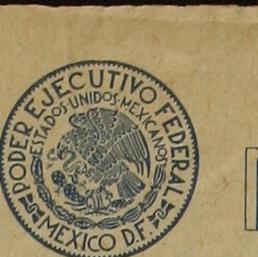 PODER EJECUTIVO FEDERAL
ESTADOS·UNIDOS·MEXICANOS
MEXICO D.F.